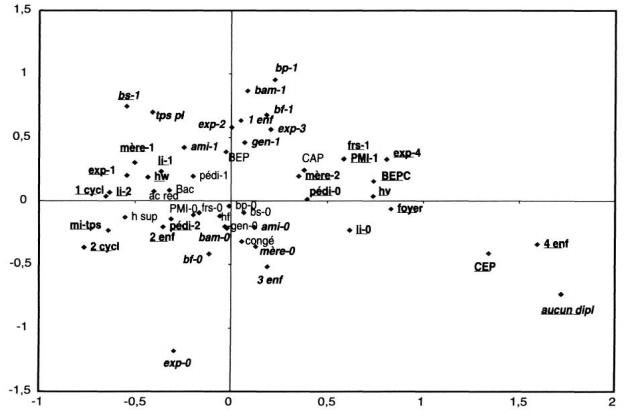 1,5
bp-1
1
bam-1
bs-1
tps pl
bf-1
1 enf
exp-2
exp-3
0,5
gen-1
ami-1
mère-1
BEP
frs-1
exp-4
li-1
CAP
PMI-1
exp-1
hw
pédi-1
mère-2
BEPC
1 cycl
li-2
ac réd
Bac
pédi-0
hv
0
PMI-0
frs-0
bp-0
bs-0
foyer
h sup
hf
mi-tps
pédi-2
gen-0
ami-0
li-0
2 cycl
2 enf
bam-0
congé
4 enf
bf-0
mère-0
-0,5
3 enf
CEP
aucun dipl
-1
exp-0
-1,5
-1 -0,5 0 0,5 1 1,5 2